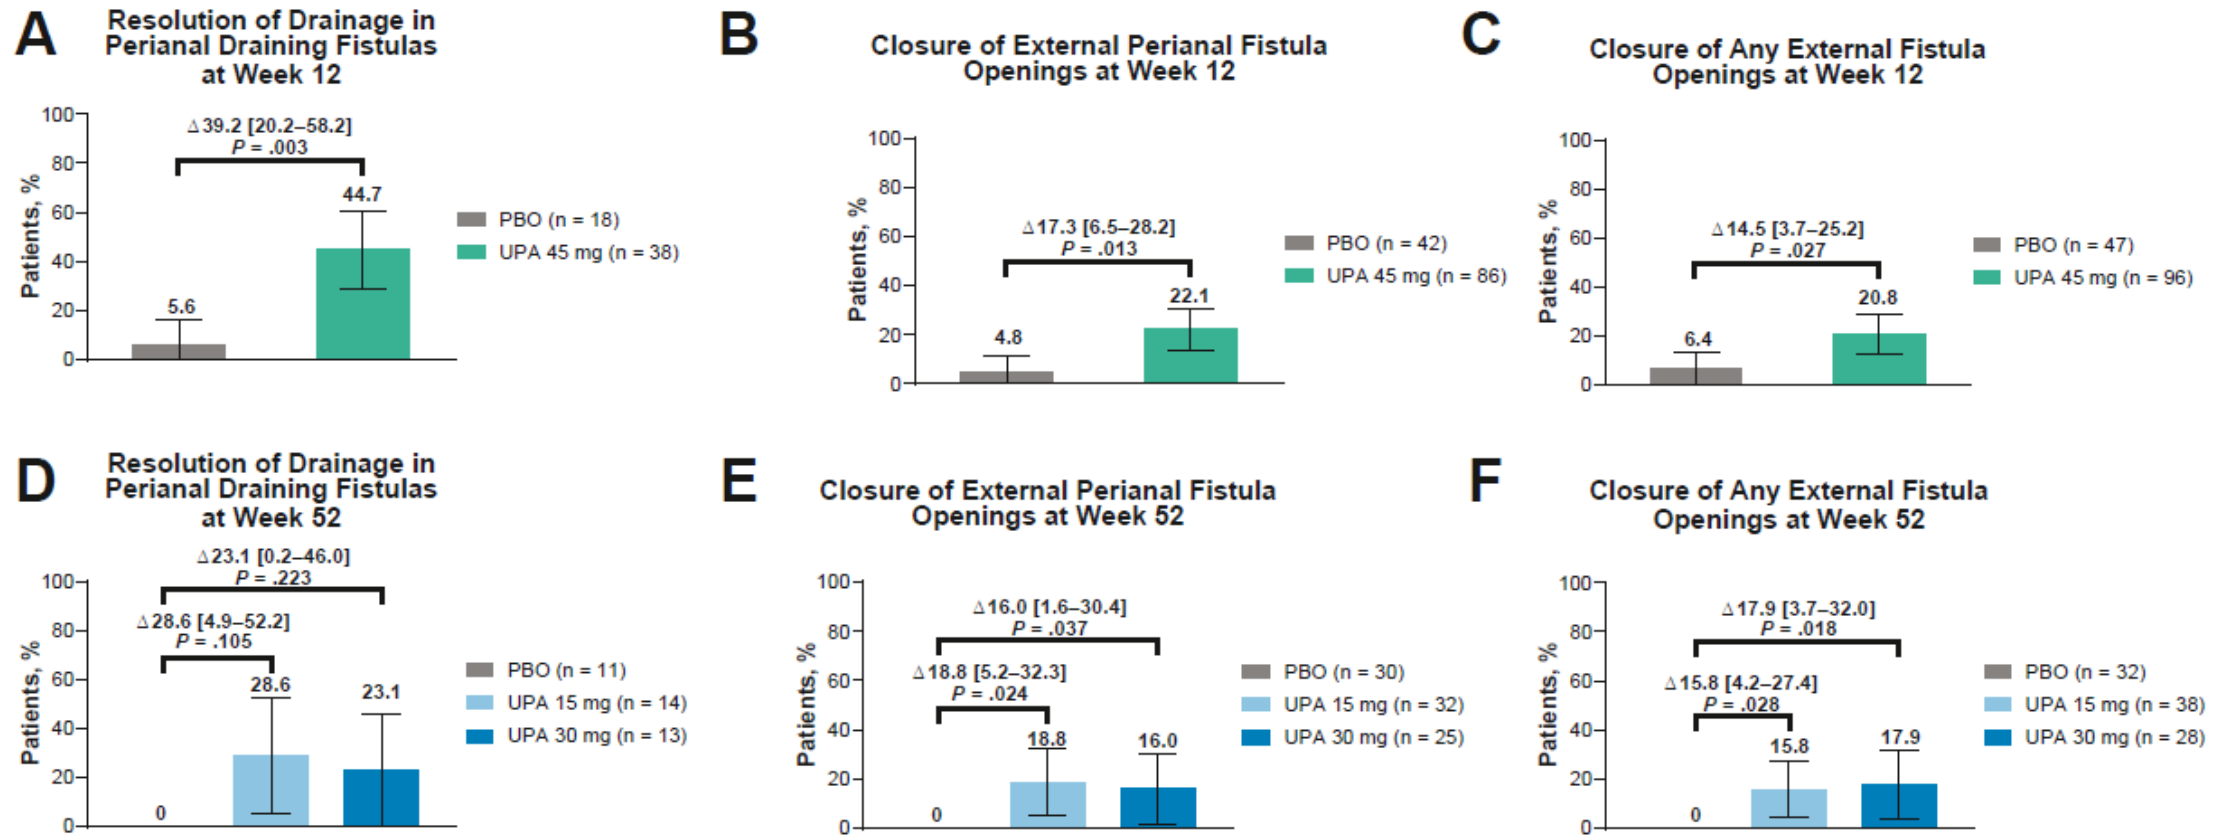 A
Resolution of Drainage in
Perianal Draining Fistulas
at Week 12
100
80
60
40
20
0
Patients, %
Δ39.2 [20.2–58.2]
P = .003
5.6
44.7
PBO (n = 18)
UPA 45 mg (n = 38)
B
Closure of External Perianal Fistula
Openings at Week 12
100
80
60
40
20
0
Patients, %
Δ17.3 [6.5–28.2]
P = .013
4.8
22.1
PBO (n = 42)
UPA 45 mg (n = 86)
C
Closure of Any External Fistula
Openings at Week 12
100
80
60
40
20
0
Patients, %
Δ14.5 [3.7–25.2]
P = .027
6.4
20.8
PBO (n = 47)
UPA 45 mg (n = 96)
D
Resolution of Drainage in
Perianal Draining Fistulas
at Week 52
100
80
60
40
20
0
Patients, %
Δ23.1 [0.2–46.0]
P = .223
Δ28.6 [4.9–52.2]
P = .105
0
28.6
23.1
PBO (n = 11)
UPA 15 mg (n = 14)
UPA 30 mg (n = 13)
E
Closure of External Perianal Fistula
Openings at Week 52
100
80
60
40
20
0
Patients, %
Δ16.0 [1.6–30.4]
P = .037
Δ18.8 [5.2–32.3]
P = .024
0
18.8
16.0
PBO (n = 30)
UPA 15 mg (n = 32)
UPA 30 mg (n = 25)
F
Closure of Any External Fistula
Openings at Week 52
100
80
60
40
20
0
Patients, %
Δ17.9 [3.7–32.0]
P = .018
Δ15.8 [4.2–27.4]
P = .028
0
15.8
17.9
PBO (n = 32)
UPA 15 mg (n = 38)
UPA 30 mg (n = 28)